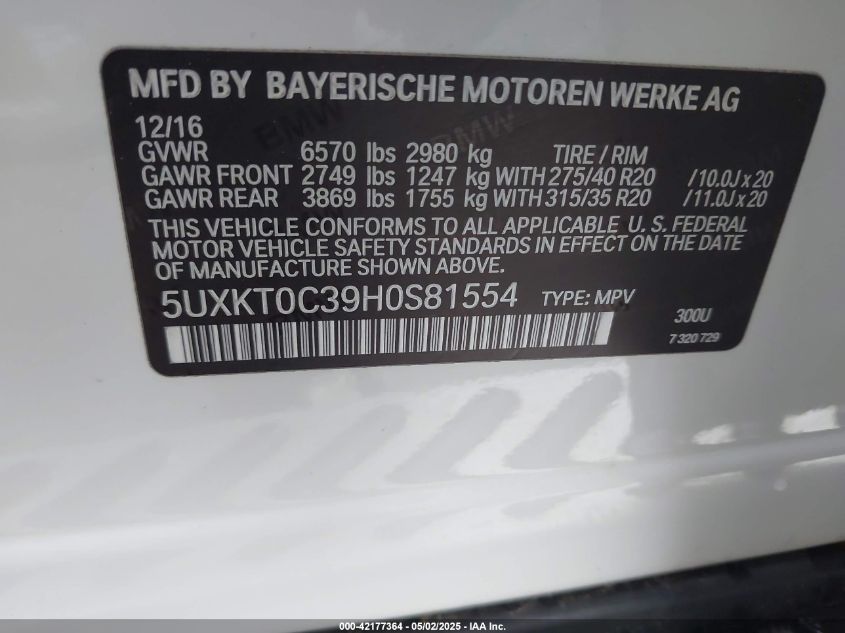 MFD BY BAYERISCHE MOTOREN WERKE AG
12/16
GVWR 6570 lbs 2980 kg TIRE / RIM
GAWR FRONT 2749 lbs 1247 kg WITH 275/40 R20 /10.0J x 20
GAWR REAR 3869 lbs 1755 kg WITH 315/35 R20 /11.0J x 20
THIS VEHICLE CONFORMS TO ALL APPLICABLE U. S. FEDERAL
MOTOR VEHICLE SAFETY STANDARDS IN EFFECT ON THE DATE
OF MANUFACTURE SHOWN ABOVE.
5UXKT0C39H0S81554 TYPE: MPV
300U
7 320 729
000-42177364 - 05/02/2025 - IAA Inc.